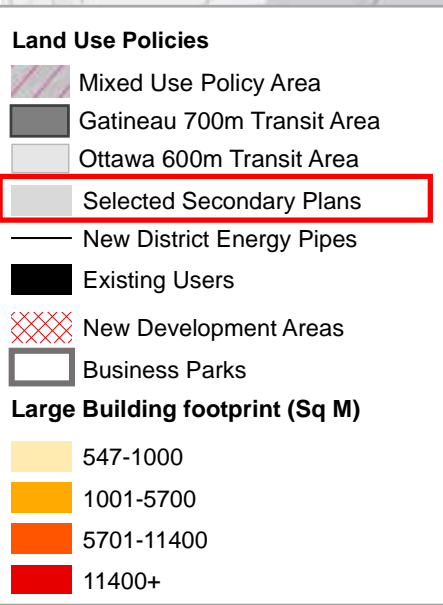 Land Use Policies
Mixed Use Policy Area
Gatineau 700m Transit Area
Ottawa 600m Transit Area
Selected Secondary Plans
New District Energy Pipes
Existing Users
New Development Areas
Business Parks
Large Building footprint (Sq M)
547-1000
1001-5700
5701-11400
11400+